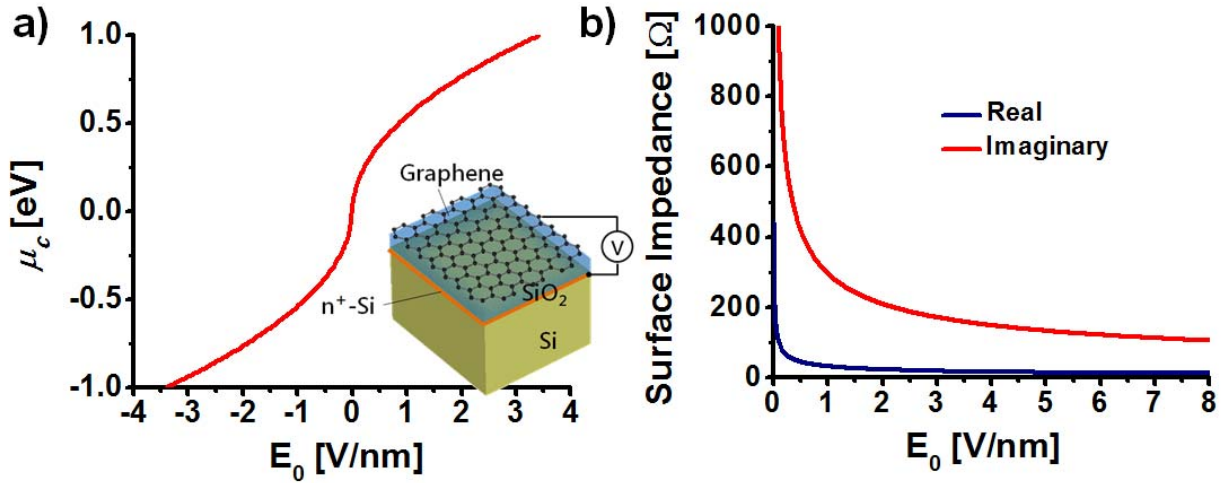 a)
1.0
0.5
0.0
-0.5
-1.0
μc [eV]
-4 -3 -2 -1 0 1 2 3 4
E0 [V/nm]
Graphene
V
SiO2
n+-Si
Si
b)
1000
800
600
400
200
0
Surface Impedance [Ω]
Real
Imaginary
0 1 2 3 4 5 6 7 8
E0 [V/nm]